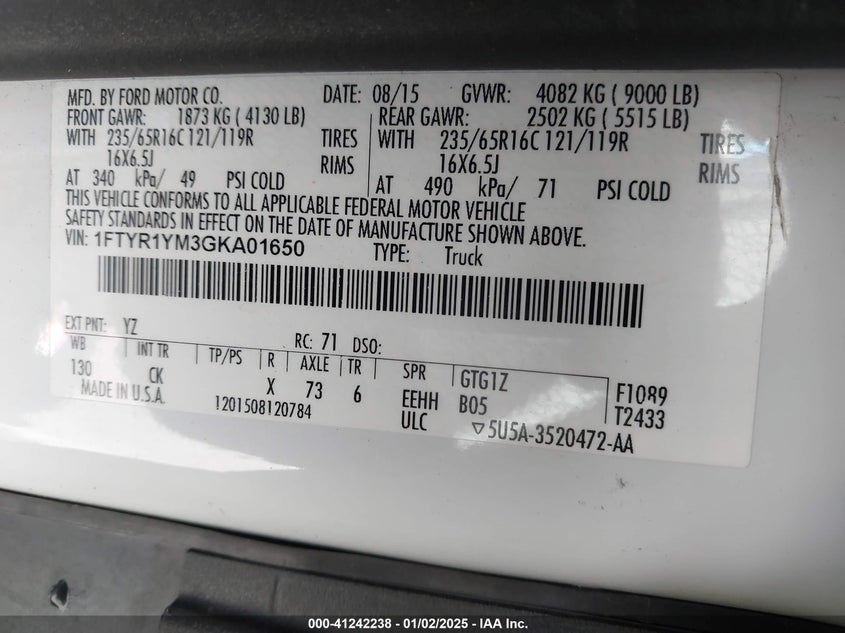 MFD. BY FORD MOTOR CO. DATE: 08/15 GVWR: 4082 KG ( 9000 LB)
FRONT GAWR: 1873 KG ( 4130 LB) REAR GAWR: 2502 KG ( 5515 LB)
WITH 235/65R16C 121/119R TIRES WITH 235/65R16C 121/119R TIRES
16X6.5J RIMS 16X6.5J RIMS
AT 340 kPa/ 49 PSI COLD AT 490 kPa/ 71 PSI COLD
THIS VEHICLE CONFORMS TO ALL APPLICABLE FEDERAL MOTOR VEHICLE
SAFETY STANDARDS IN EFFECT ON THE DATE OF MANUFACTURE SHOWN ABOVE.
VIN: 1FTYR1YM3GKA01650 TYPE: Truck
EXT PNT: YZ RC: 71 DSO:
WB INT TR TP/PS R AXLE TR SPR GTG1Z F1089
130 CK X 73 6 EEHH B05 T2433
MADE IN U.S.A. 1201508120784 ULC ▽5U5A-3520472-AA
000-41242238 - 01/02/2025 - IAA Inc.